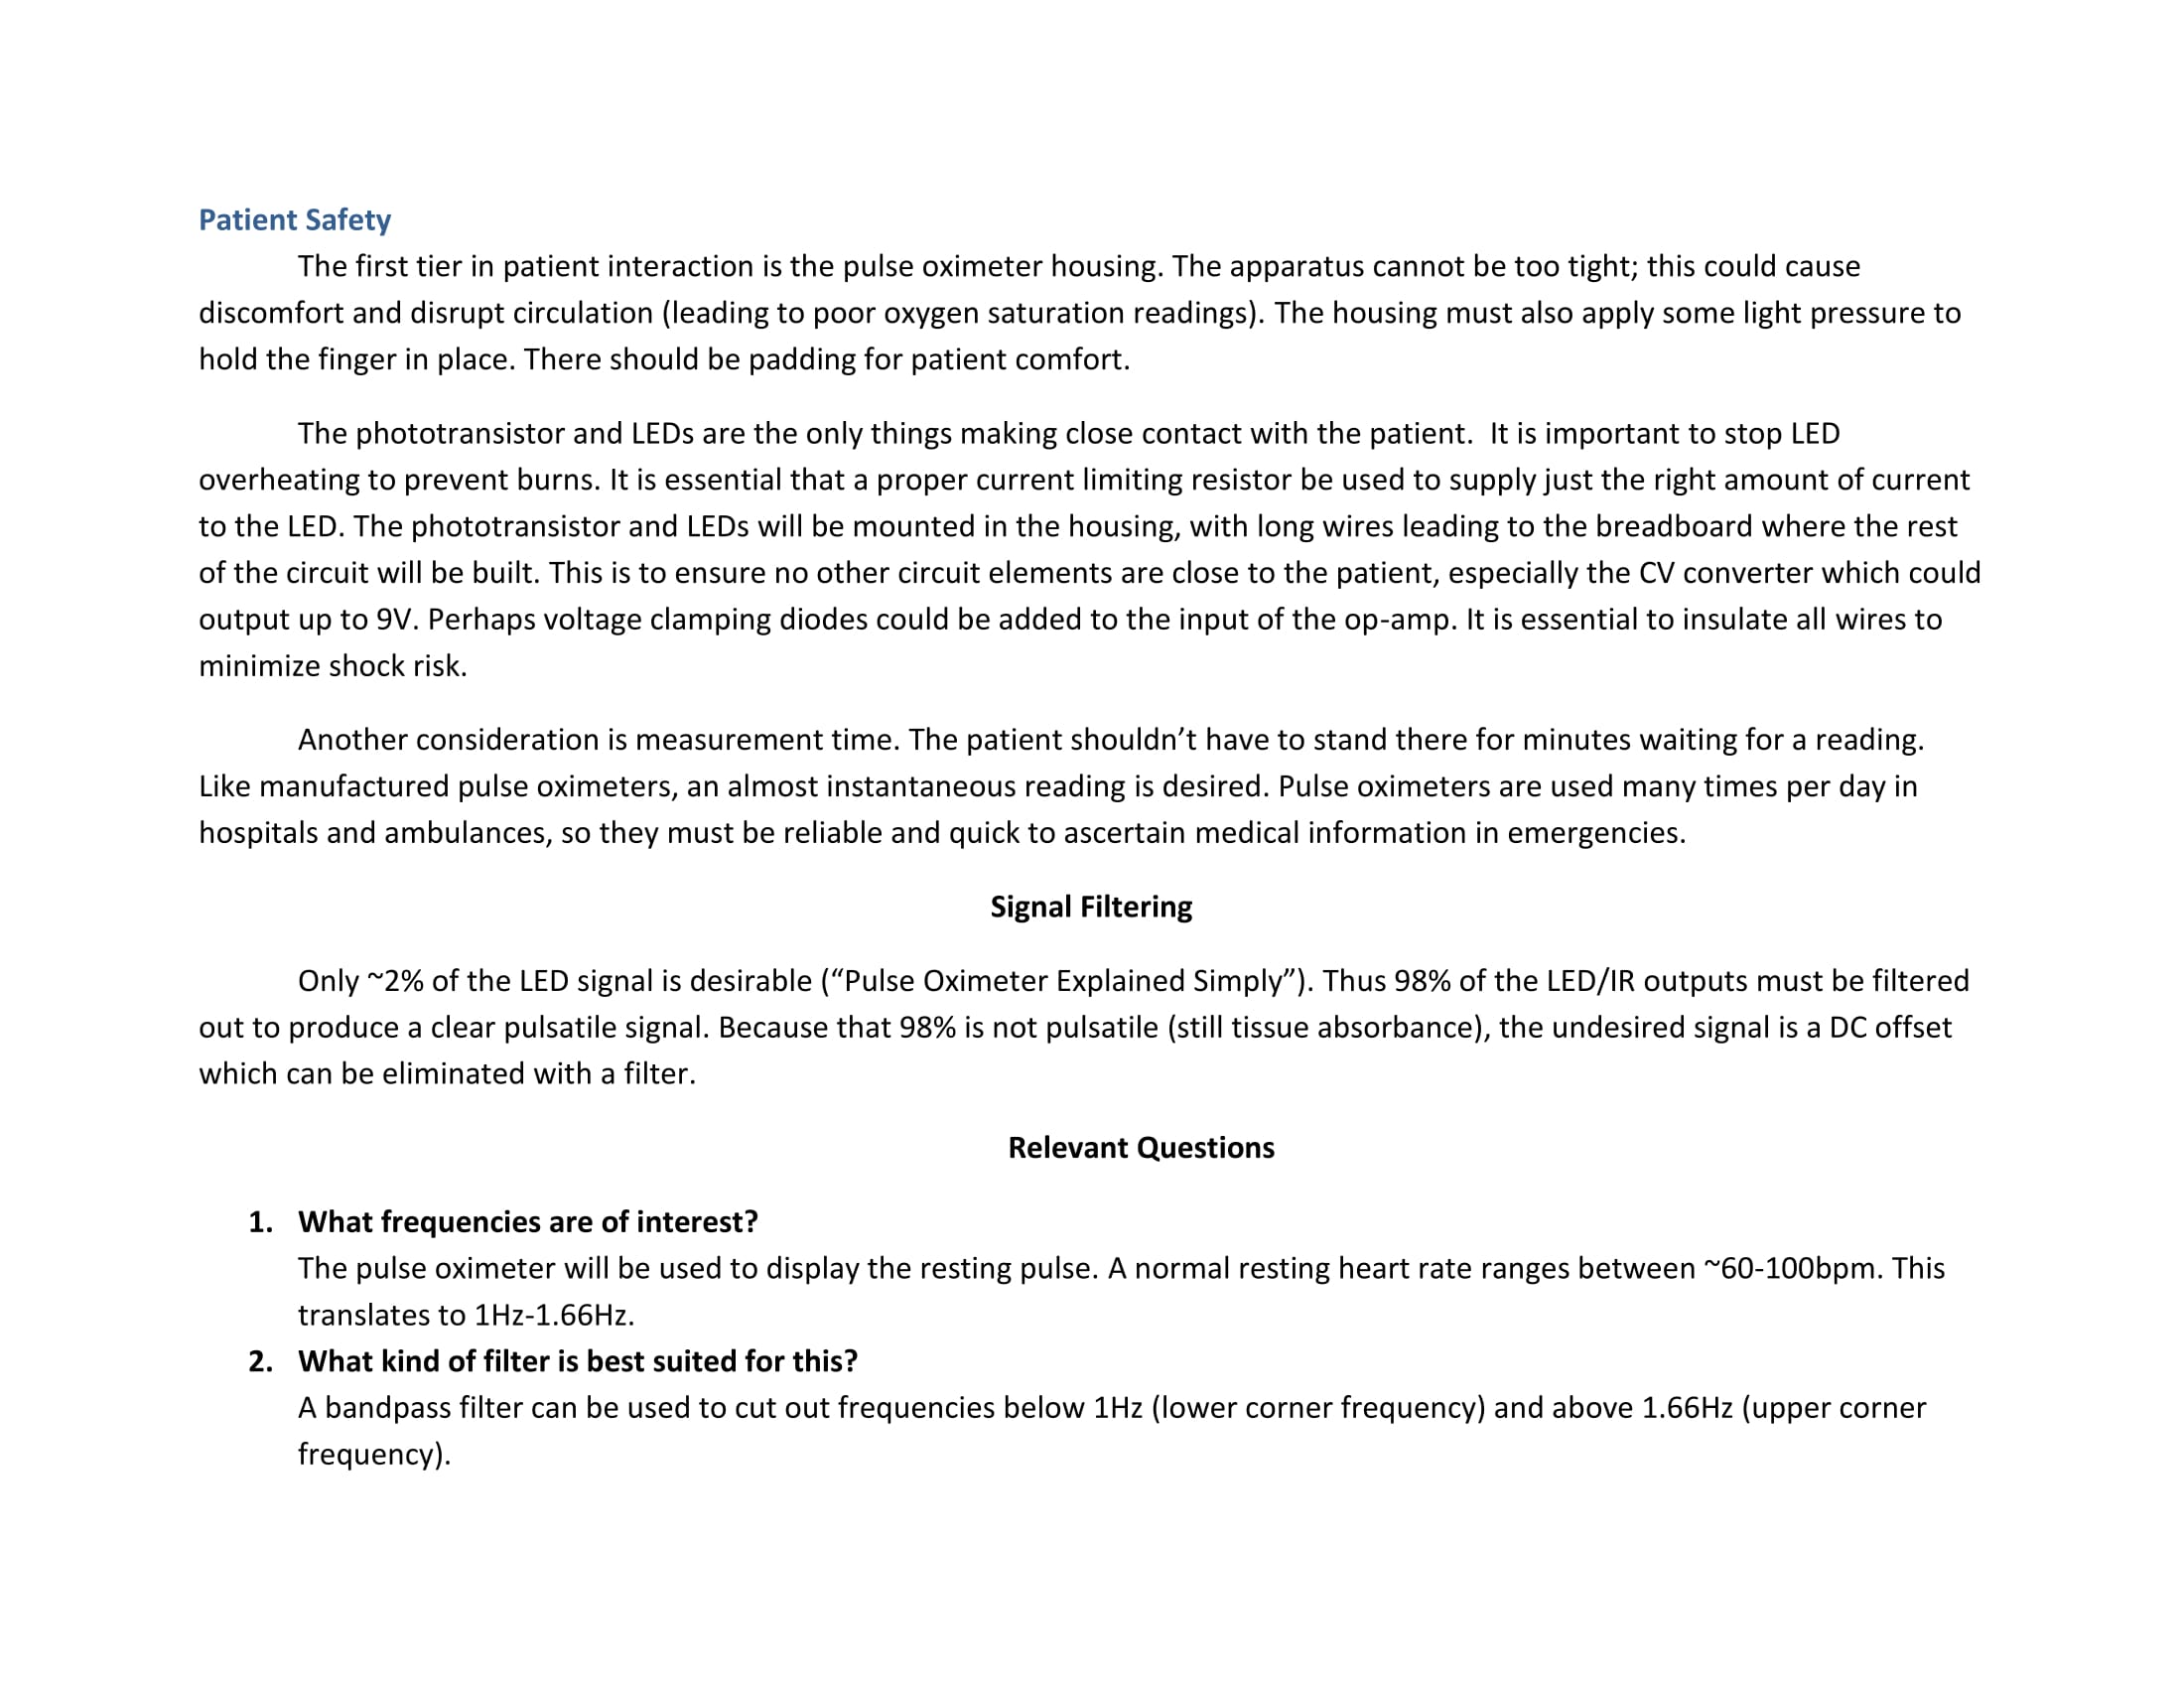 Patient Safety
The first tier in patient interaction is the pulse oximeter housing. The apparatus cannot be too tight; this could cause
discomfort and disrupt circulation (leading to poor oxygen saturation readings). The housing must also apply some light pressure to
hold the finger in place. There should be padding for patient comfort.
The phototransistor and LEDs are the only things making close contact with the patient.  It is important to stop LED
overheating to prevent burns. It is essential that a proper current limiting resistor be used to supply just the right amount of current
to the LED. The phototransistor and LEDs will be mounted in the housing, with long wires leading to the breadboard where the rest
of the circuit will be built. This is to ensure no other circuit elements are close to the patient, especially the CV converter which could
output up to 9V. Perhaps voltage clamping diodes could be added to the input of the op-amp. It is essential to insulate all wires to
minimize shock risk.
Another consideration is measurement time. The patient shouldn’t have to stand there for minutes waiting for a reading.
Like manufactured pulse oximeters, an almost instantaneous reading is desired. Pulse oximeters are used many times per day in
hospitals and ambulances, so they must be reliable and quick to ascertain medical information in emergencies.
Signal Filtering
Only ~2% of the LED signal is desirable (“Pulse Oximeter Explained Simply”). Thus 98% of the LED/IR outputs must be filtered
out to produce a clear pulsatile signal. Because that 98% is not pulsatile (still tissue absorbance), the undesired signal is a DC offset
which can be eliminated with a filter.
Relevant Questions
1. What frequencies are of interest?
The pulse oximeter will be used to display the resting pulse. A normal resting heart rate ranges between ~60-100bpm. This
translates to 1Hz-1.66Hz.
2. What kind of filter is best suited for this?
A bandpass filter can be used to cut out frequencies below 1Hz (lower corner frequency) and above 1.66Hz (upper corner
frequency).